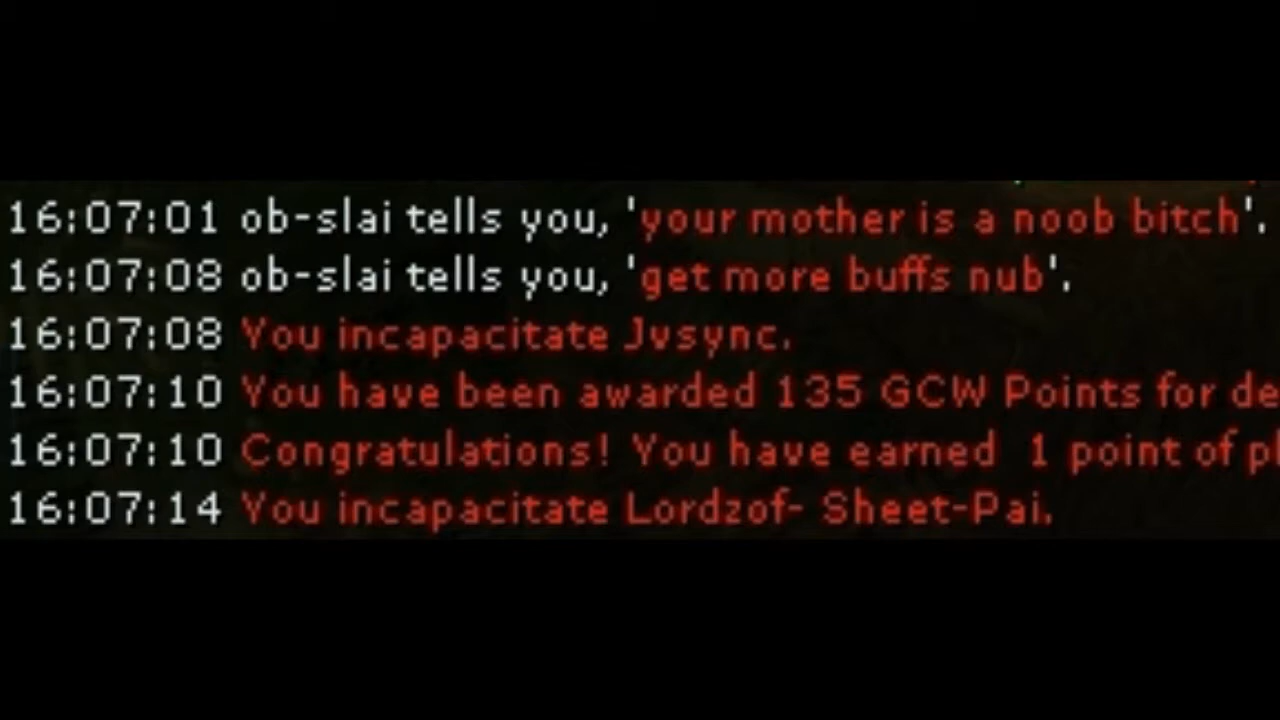 16:07:01 ob-slai tells you, 'your mother is a noob bitch'.
16:07:08 ob-slai tells you, 'get more buffs nub'.
16:07:08 You incapacitate Jvsync.
16:07:10 You have been awarded 135 GCW Points for
16:07:10 Congratulations! You have earned 1 point of
16:07:14 You incapacitate Lordzof- Sheet-Pai.